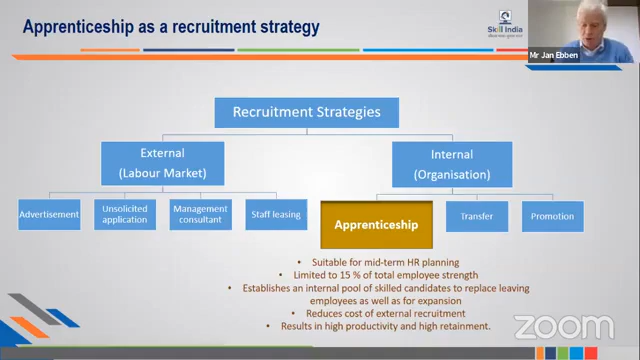 Apprenticeship as a recruitment strategy
Skill India
Mr Jan Ebben
Recruitment Strategies
External
(Labour Market)
Internal
(Organisation)
Advertisement
Unsolicited
application
Management
consultant
Staff leasing
Apprenticeship
Transfer
Promotion
• Suitable for mid-term HR planning
• Limited to 15 % of total employee strength
• Establishes an internal pool of skilled candidates to replace leaving
employees as well as for expansion
• Reduces cost of external recruitment
• Results in high productivity and high retainment.
zoom